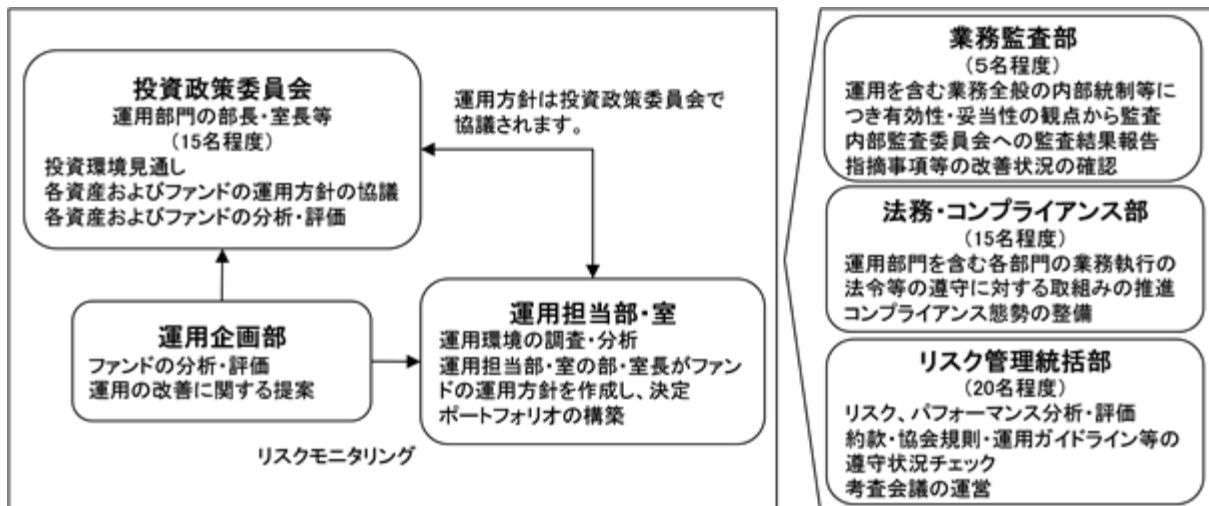 投資政策委員会
運用部門の部長・室長等
(15名程度)
投資環境見通し
各資産およびファンドの運用方針の協議
各資産およびファンドの分析・評価
運用方針は投資政策委員会で
協議されます。
運用企画部
ファンドの分析・評価
運用の改善に関する提案
運用担当部・室
運用環境の調査・分析
運用担当部・室の部・室長がファン
ドの運用方針を作成し、決定
ポートフォリオの構築
リスクモニタリング
業務監査部
(5名程度)
運用を含む業務全般の内部統制等に
つき有効性・妥当性の観点から監査
内部監査委員会への監査結果報告
指摘事項等の改善状況の確認
法務・コンプライアンス部
(15名程度)
運用部門を含む各部門の業務執行の
法令等の遵守に対する取組みの推進
コンプライアンス態勢の整備
リスク管理統括部
(20名程度)
リスク、パフォーマンス分析・評価
約款・協会規則・運用ガイドライン等の
遵守状況チェック
考査会議の運営